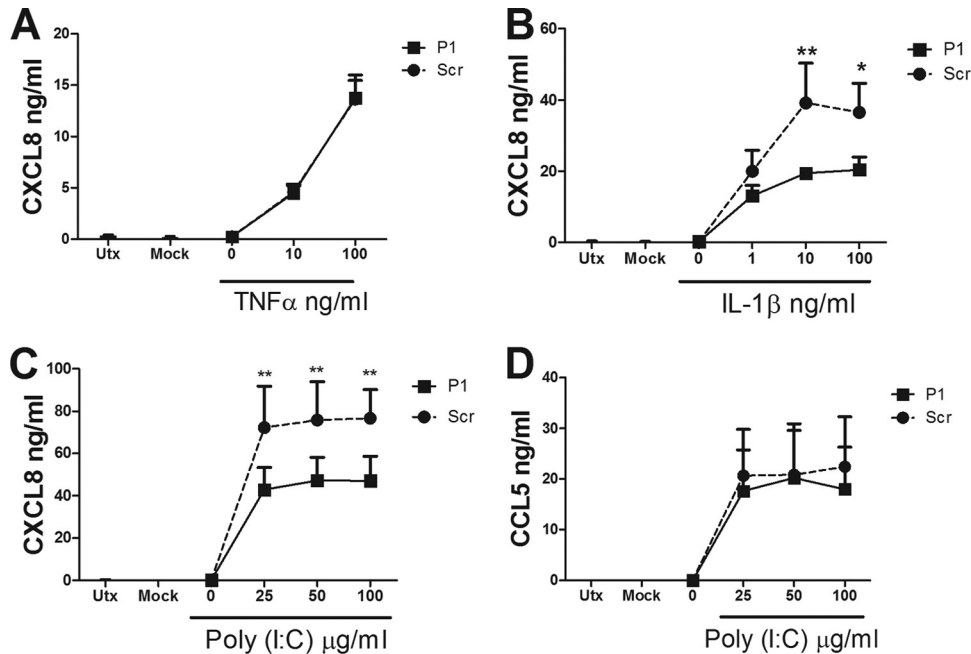 A
CXCL8 ng/ml
20
15
10
5
0
Utx Mock 0 10 100
TNFα ng/ml
P1
Scr
B
CXCL8 ng/ml
60
40
20
0
** *
Utx Mock 0 1 10 100
IL-1β ng/ml
P1
Scr
C
CXCL8 ng/ml
100
80
60
40
20
0
** ** **
Utx Mock 0 25 50 100
Poly (I:C) μg/ml
P1
Scr
D
CCL5 ng/ml
40
30
20
10
0
Utx Mock 0 25 50 100
Poly (I:C) μg/ml
P1
Scr